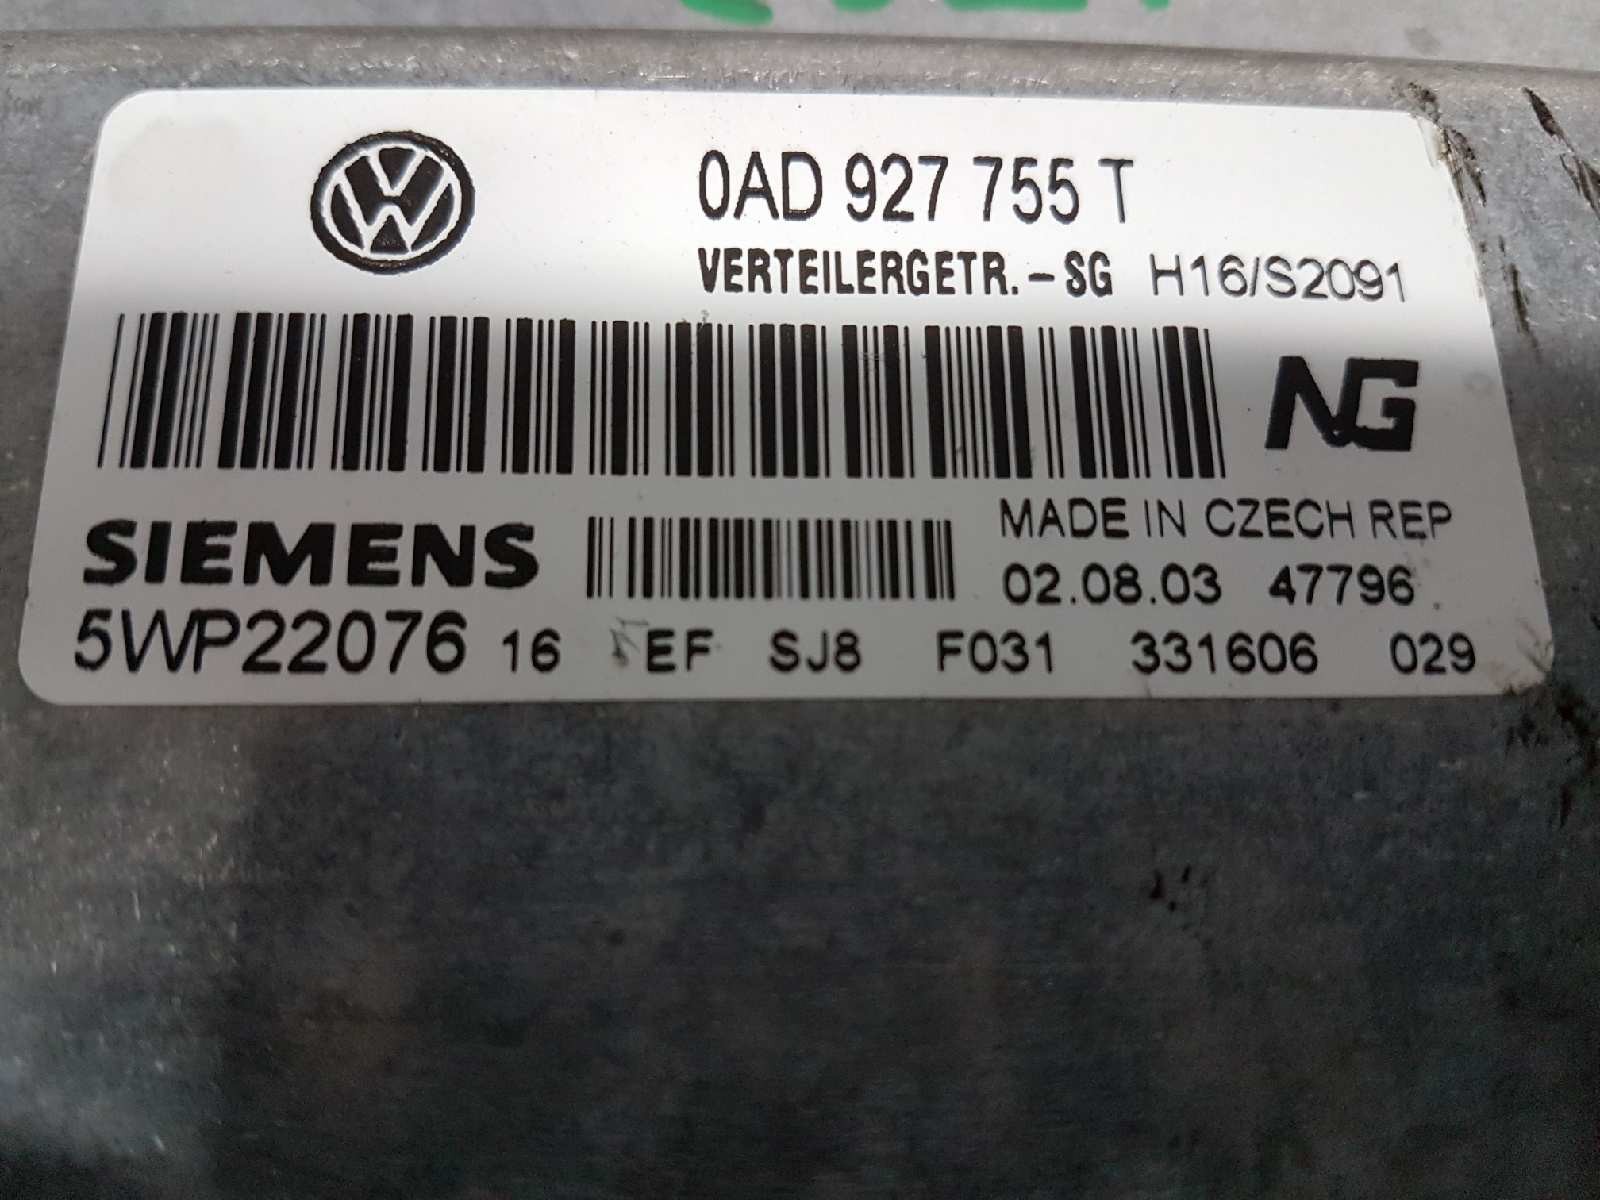 0AD 927 755 T
VERTEILERGETR.-SG H16/S2091
NG
SIEMENS
MADE IN CZECH REP
02.08.03 47796
5WP22076 16 EF SJ8 F031 331606 029